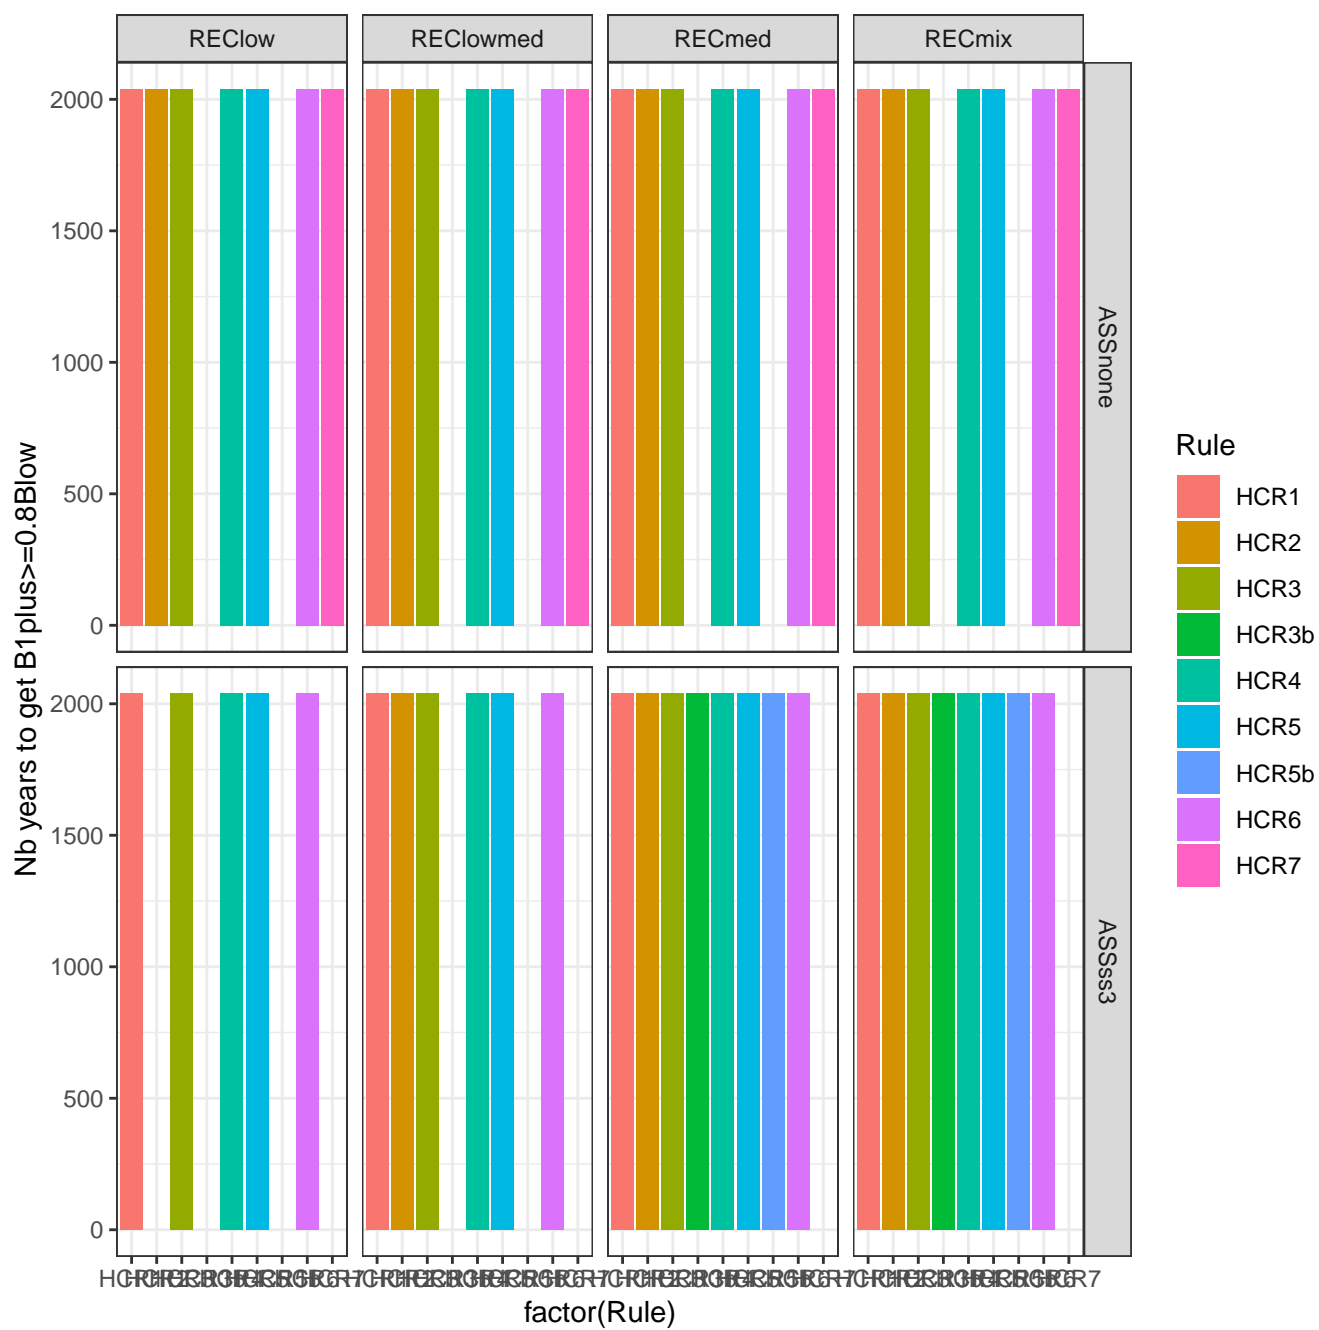 REClow
REClowmed
RECmed
RECmix
2000
1500
1000
500
0
ASSnone
2000
1500
1000
500
0
ASSss3
Nb years to get B1plus>=0.8Blow
factor(Rule)
Rule
HCR1
HCR2
HCR3
HCR3b
HCR4
HCR5
HCR5b
HCR6
HCR7